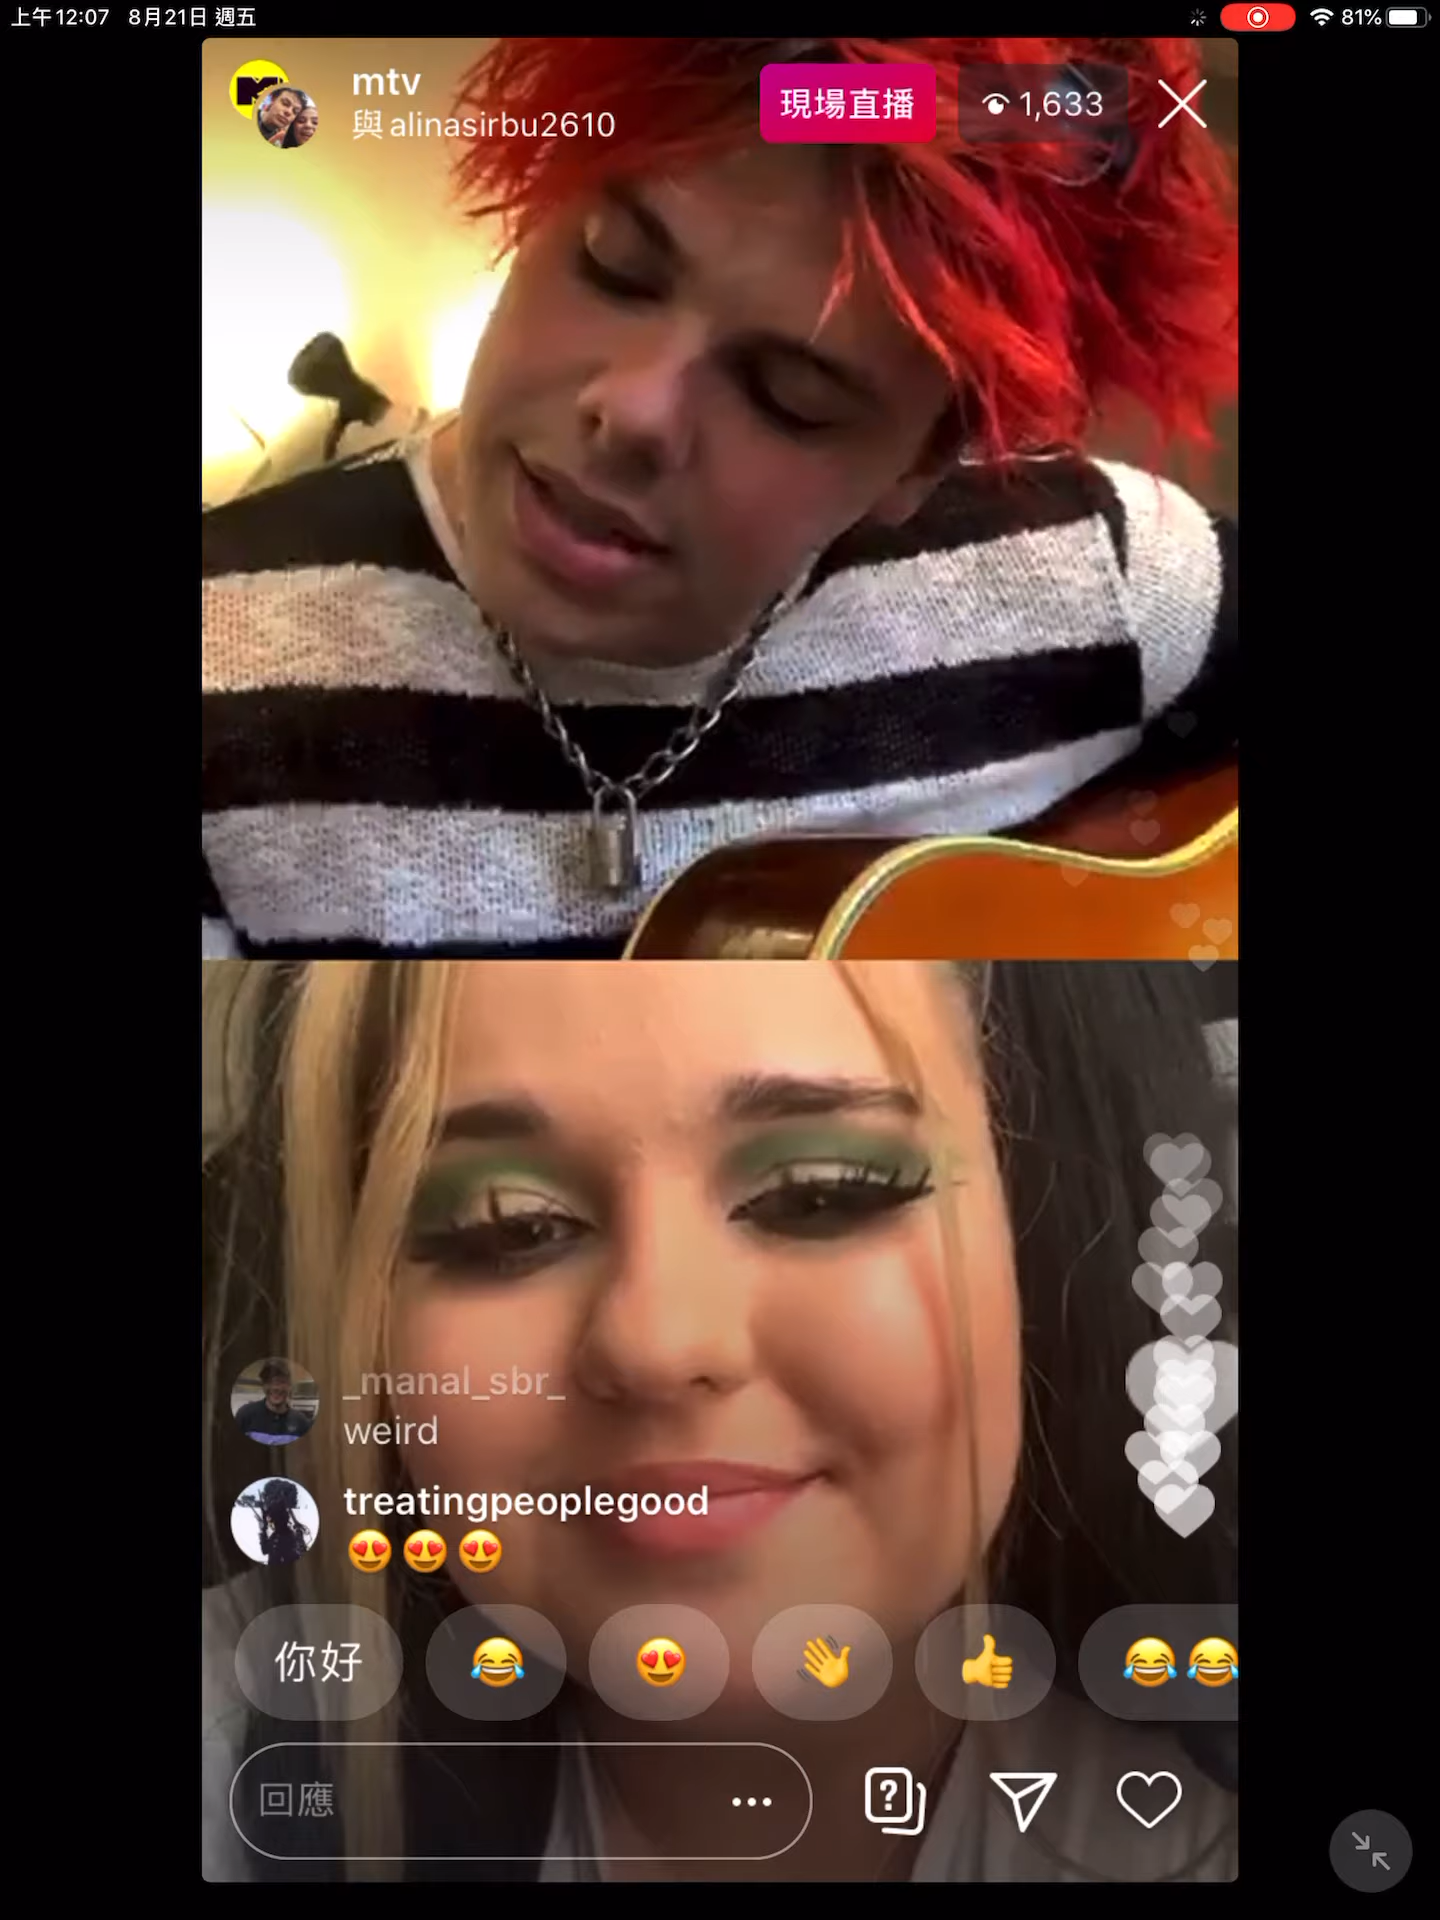 上午12:07 8月21日 週五
81%
mtv
與 alinasirbu2610
現場直播
1,633
_manal_sbr_
weird
treatingpeoplegood
😍😍😍
你好 😂 😍 👋 👍 😂😂
回應